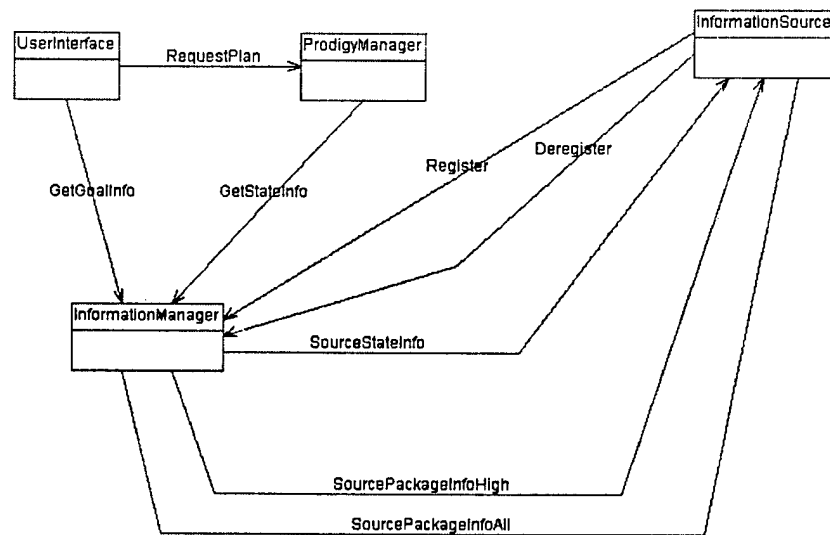 InformationSource
UserInterface
ProdigyManager
RequestPlan
Register
Deregister
GetGoalInfo
GetStateInfo
InformationManager
SourceStateInfo
SourcePackageInfoHigh
SourcePackageInfoAll